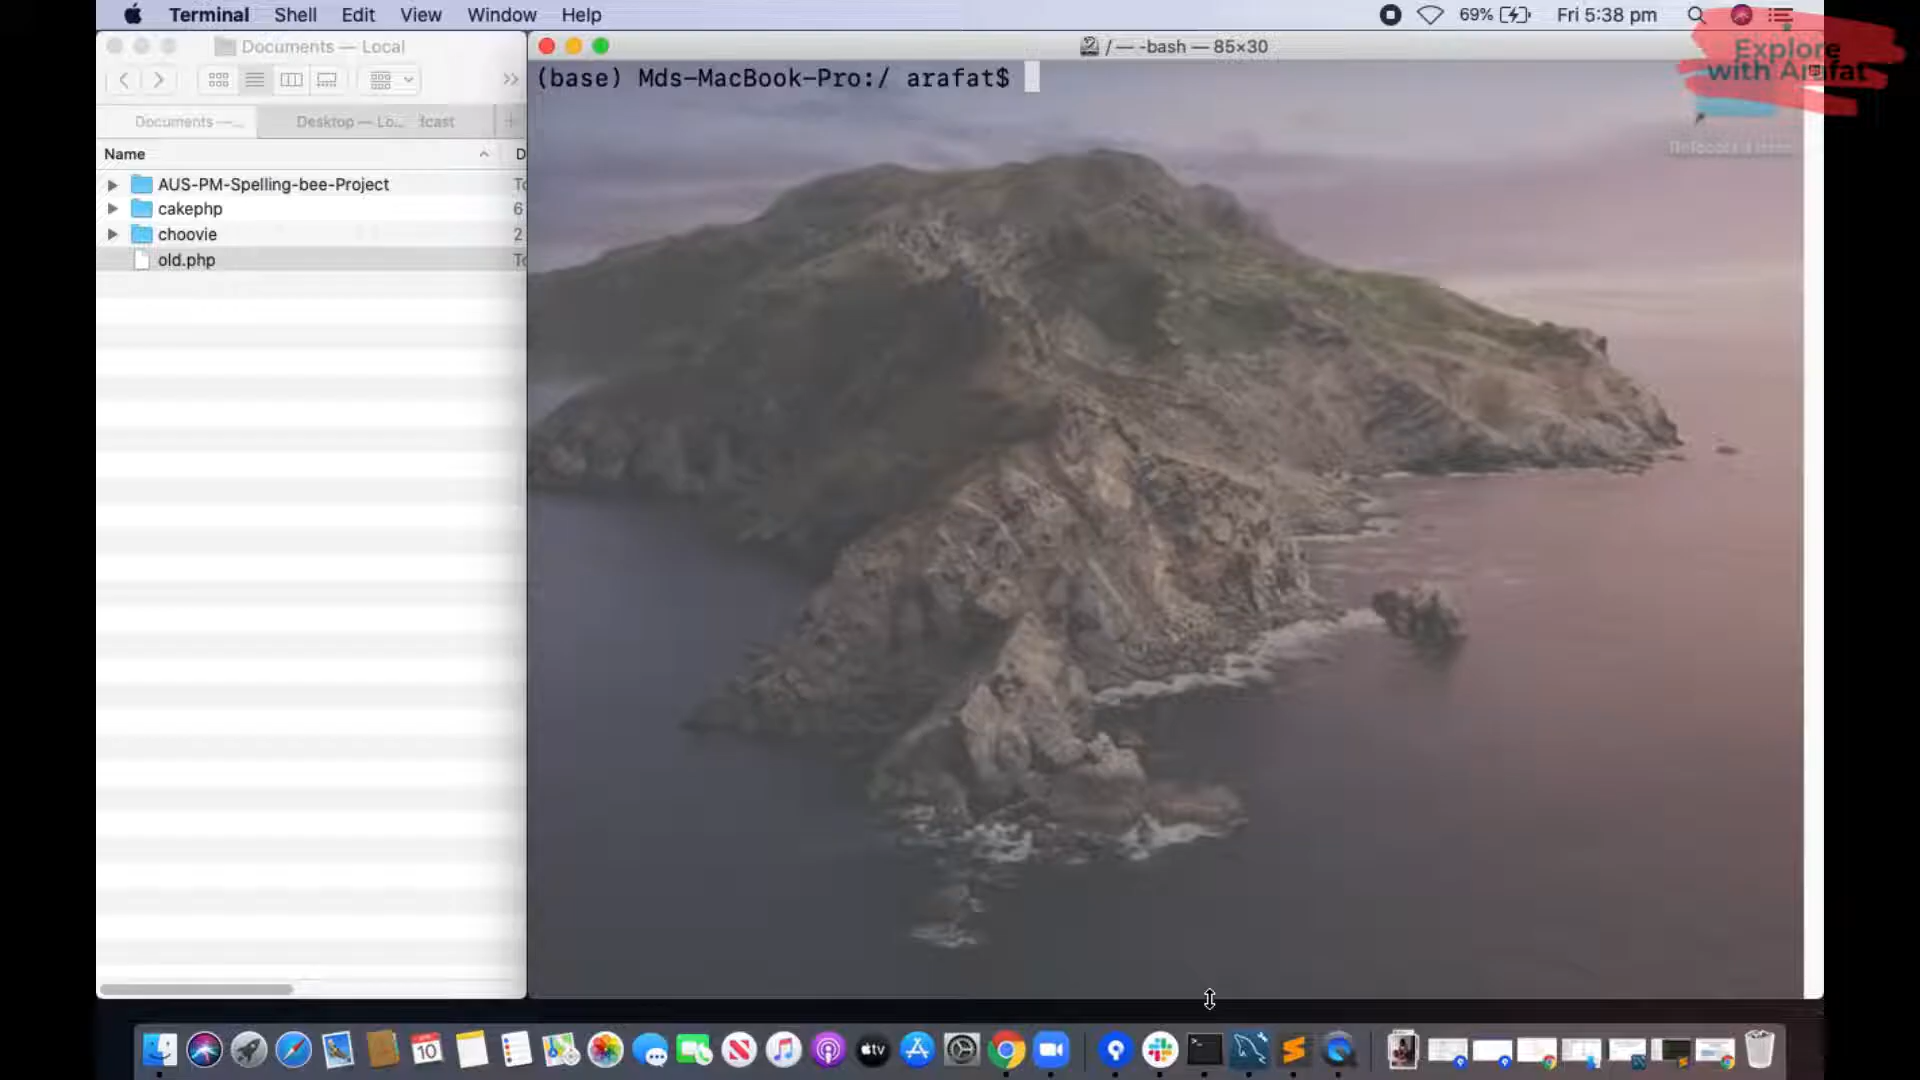 Terminal Shell Edit View Window Help
69% Fri 5:38 pm
Explore
with Arafat
Documents — Local
/ — -bash — 85×30
(base) Mds-MacBook-Pro:/ arafat$
Documents —...
Desktop — Lo...
Name
AUS-PM-Spelling-bee-Project
cakephp
6
choovie
2
old.php
10
tv